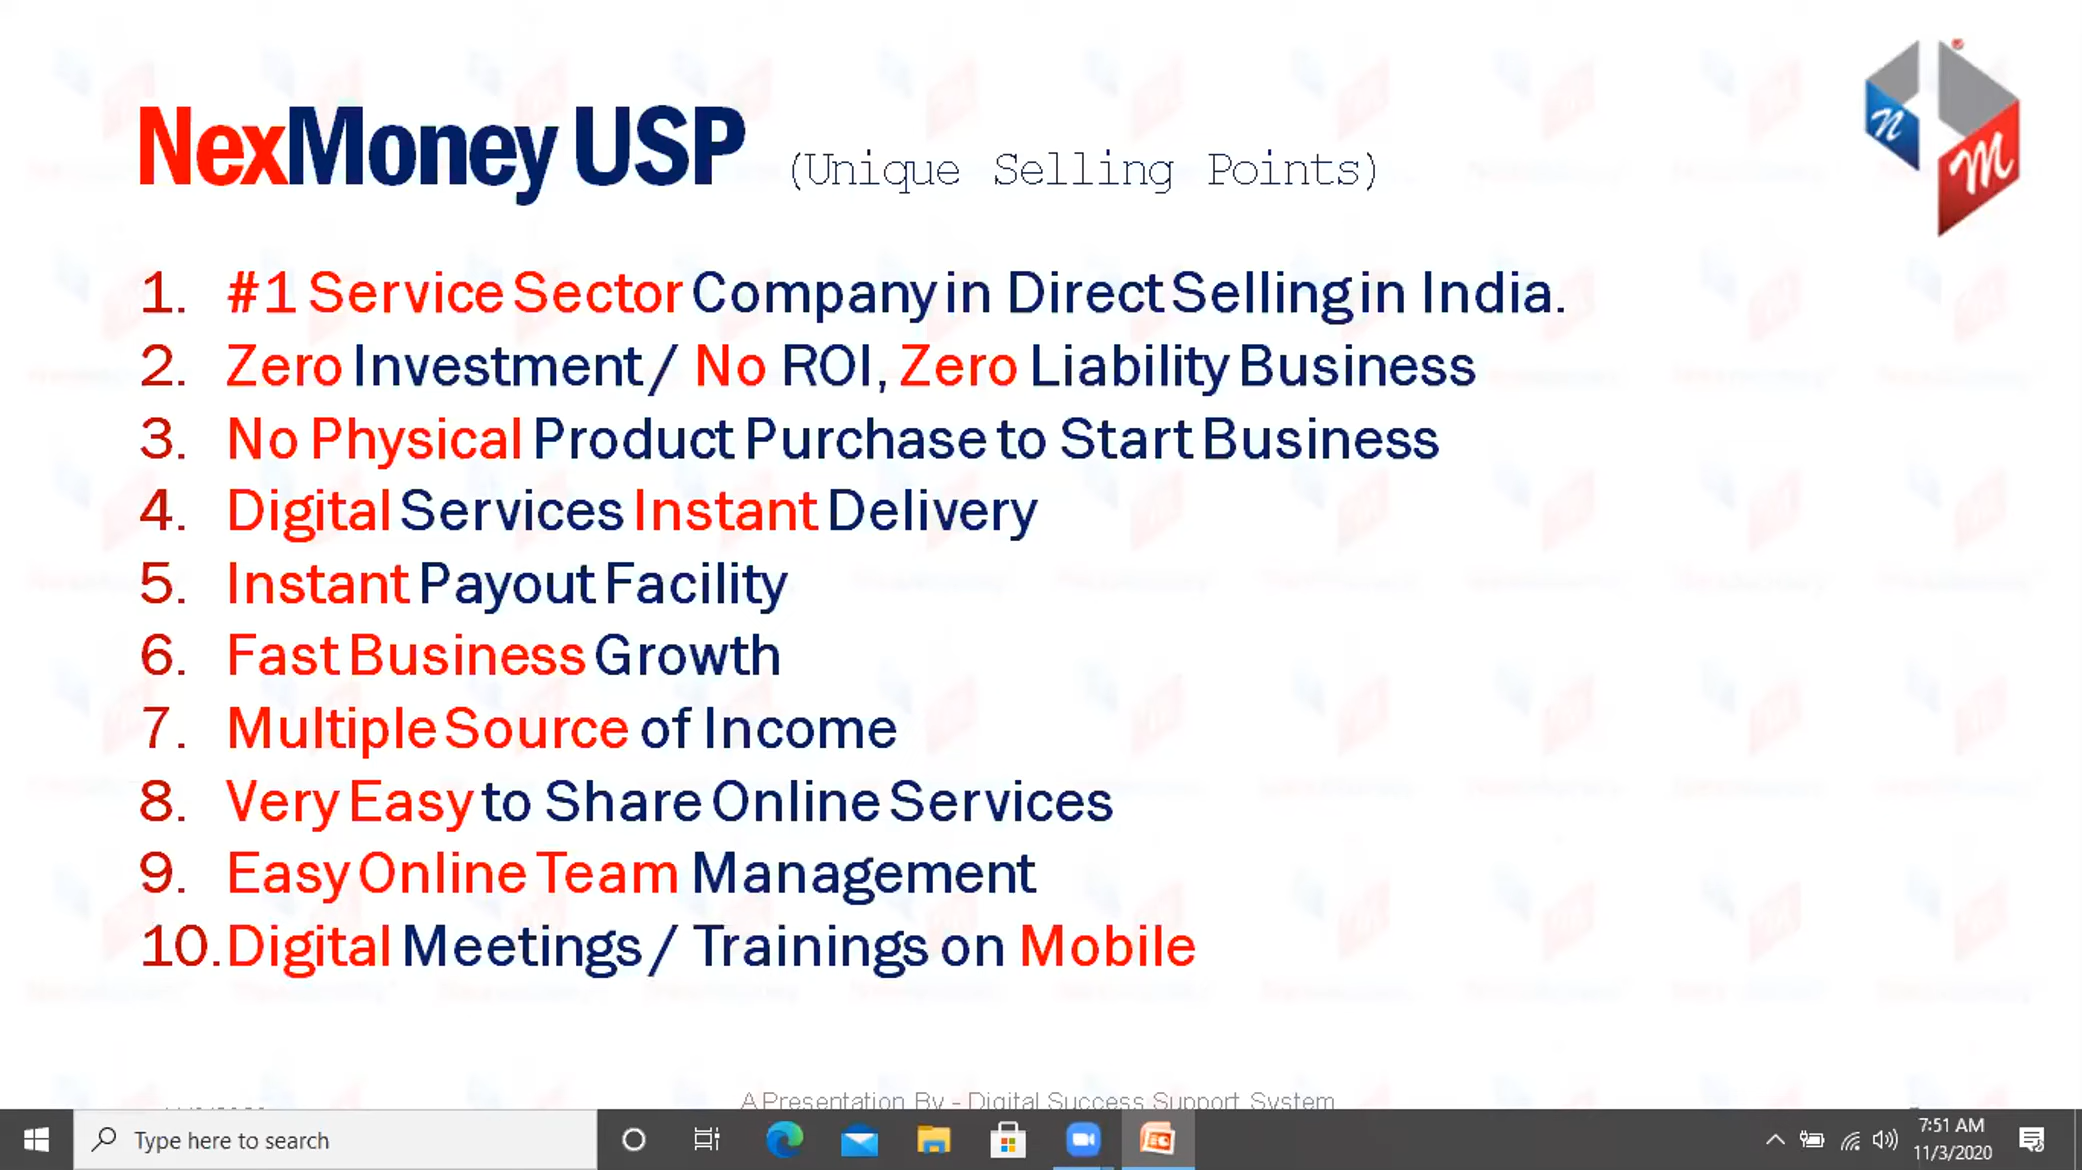 NexMoney USP (Unique Selling Points)
n
M
1. #1 Service Sector Company in Direct Selling in India.
2. Zero Investment / No ROI, Zero Liability Business
3. No Physical Product Purchase to Start Business
4. Digital Services Instant Delivery
5. Instant Payout Facility
6. Fast Business Growth
7. Multiple Source of Income
8. Very Easy to Share Online Services
9. Easy Online Team Management
10. Digital Meetings / Trainings on Mobile
A Presentation By - Digital Success Support System
Type here to search
7:51 AM
11/3/2020